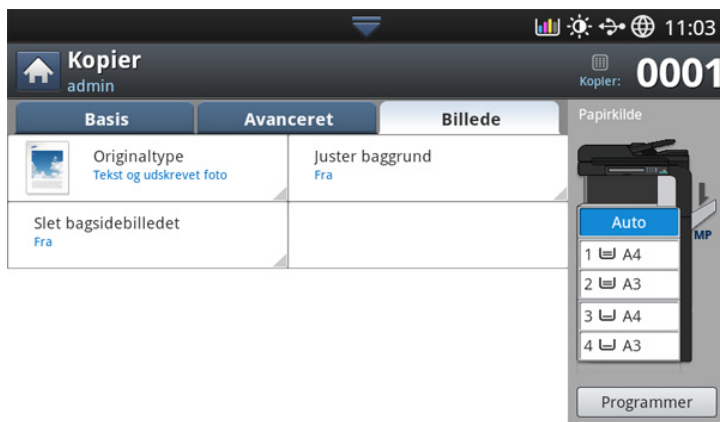 11:03
Kopier
admin
Kopier:
0001
Basis
Avanceret
Billede
Originaltype
Tekst og udskrevet foto
Juster baggrund
Fra
Slet bagsidebilledet
Fra
Papirkilde
Auto
MP
1 A4
2 A3
3 A4
4 A3
Programmer